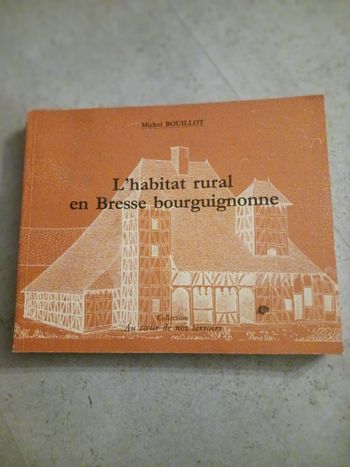 Michel BOUILLOT
L'habitat rural
en Bresse bourguignonne
Collection
Au cœur de nos terroirs